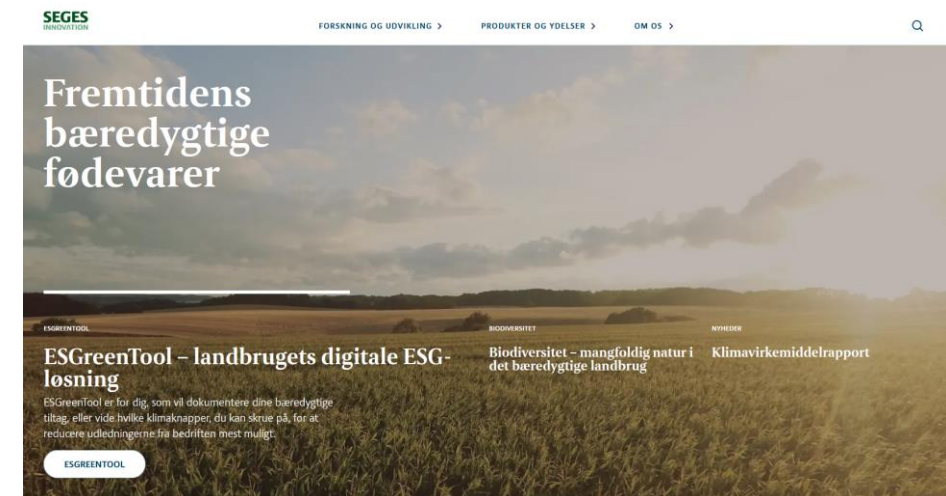 SEGES
INNOVATION
FORSKNING OG UDVIKLING >
PRODUKTER OG YDELSER >
OM OS >
Fremtidens
bæredygtige
fødevarer
ESGREENTOOL
ESGreenTool – landbrugets digitale ESG-
løsning
ESGreenTool er for dig, som vil dokumentere dine bæredygtige
tiltag, eller vide hvilke klimaknapper, du kan skrue på, for at
reducere udledningerne fra bedriften mest muligt.
ESGREENTOOL
BIODIVERSITET
Biodiversitet – mangfoldig natur i
det bæredygtige landbrug
NYHEDER
Klimavirkemiddelrapport